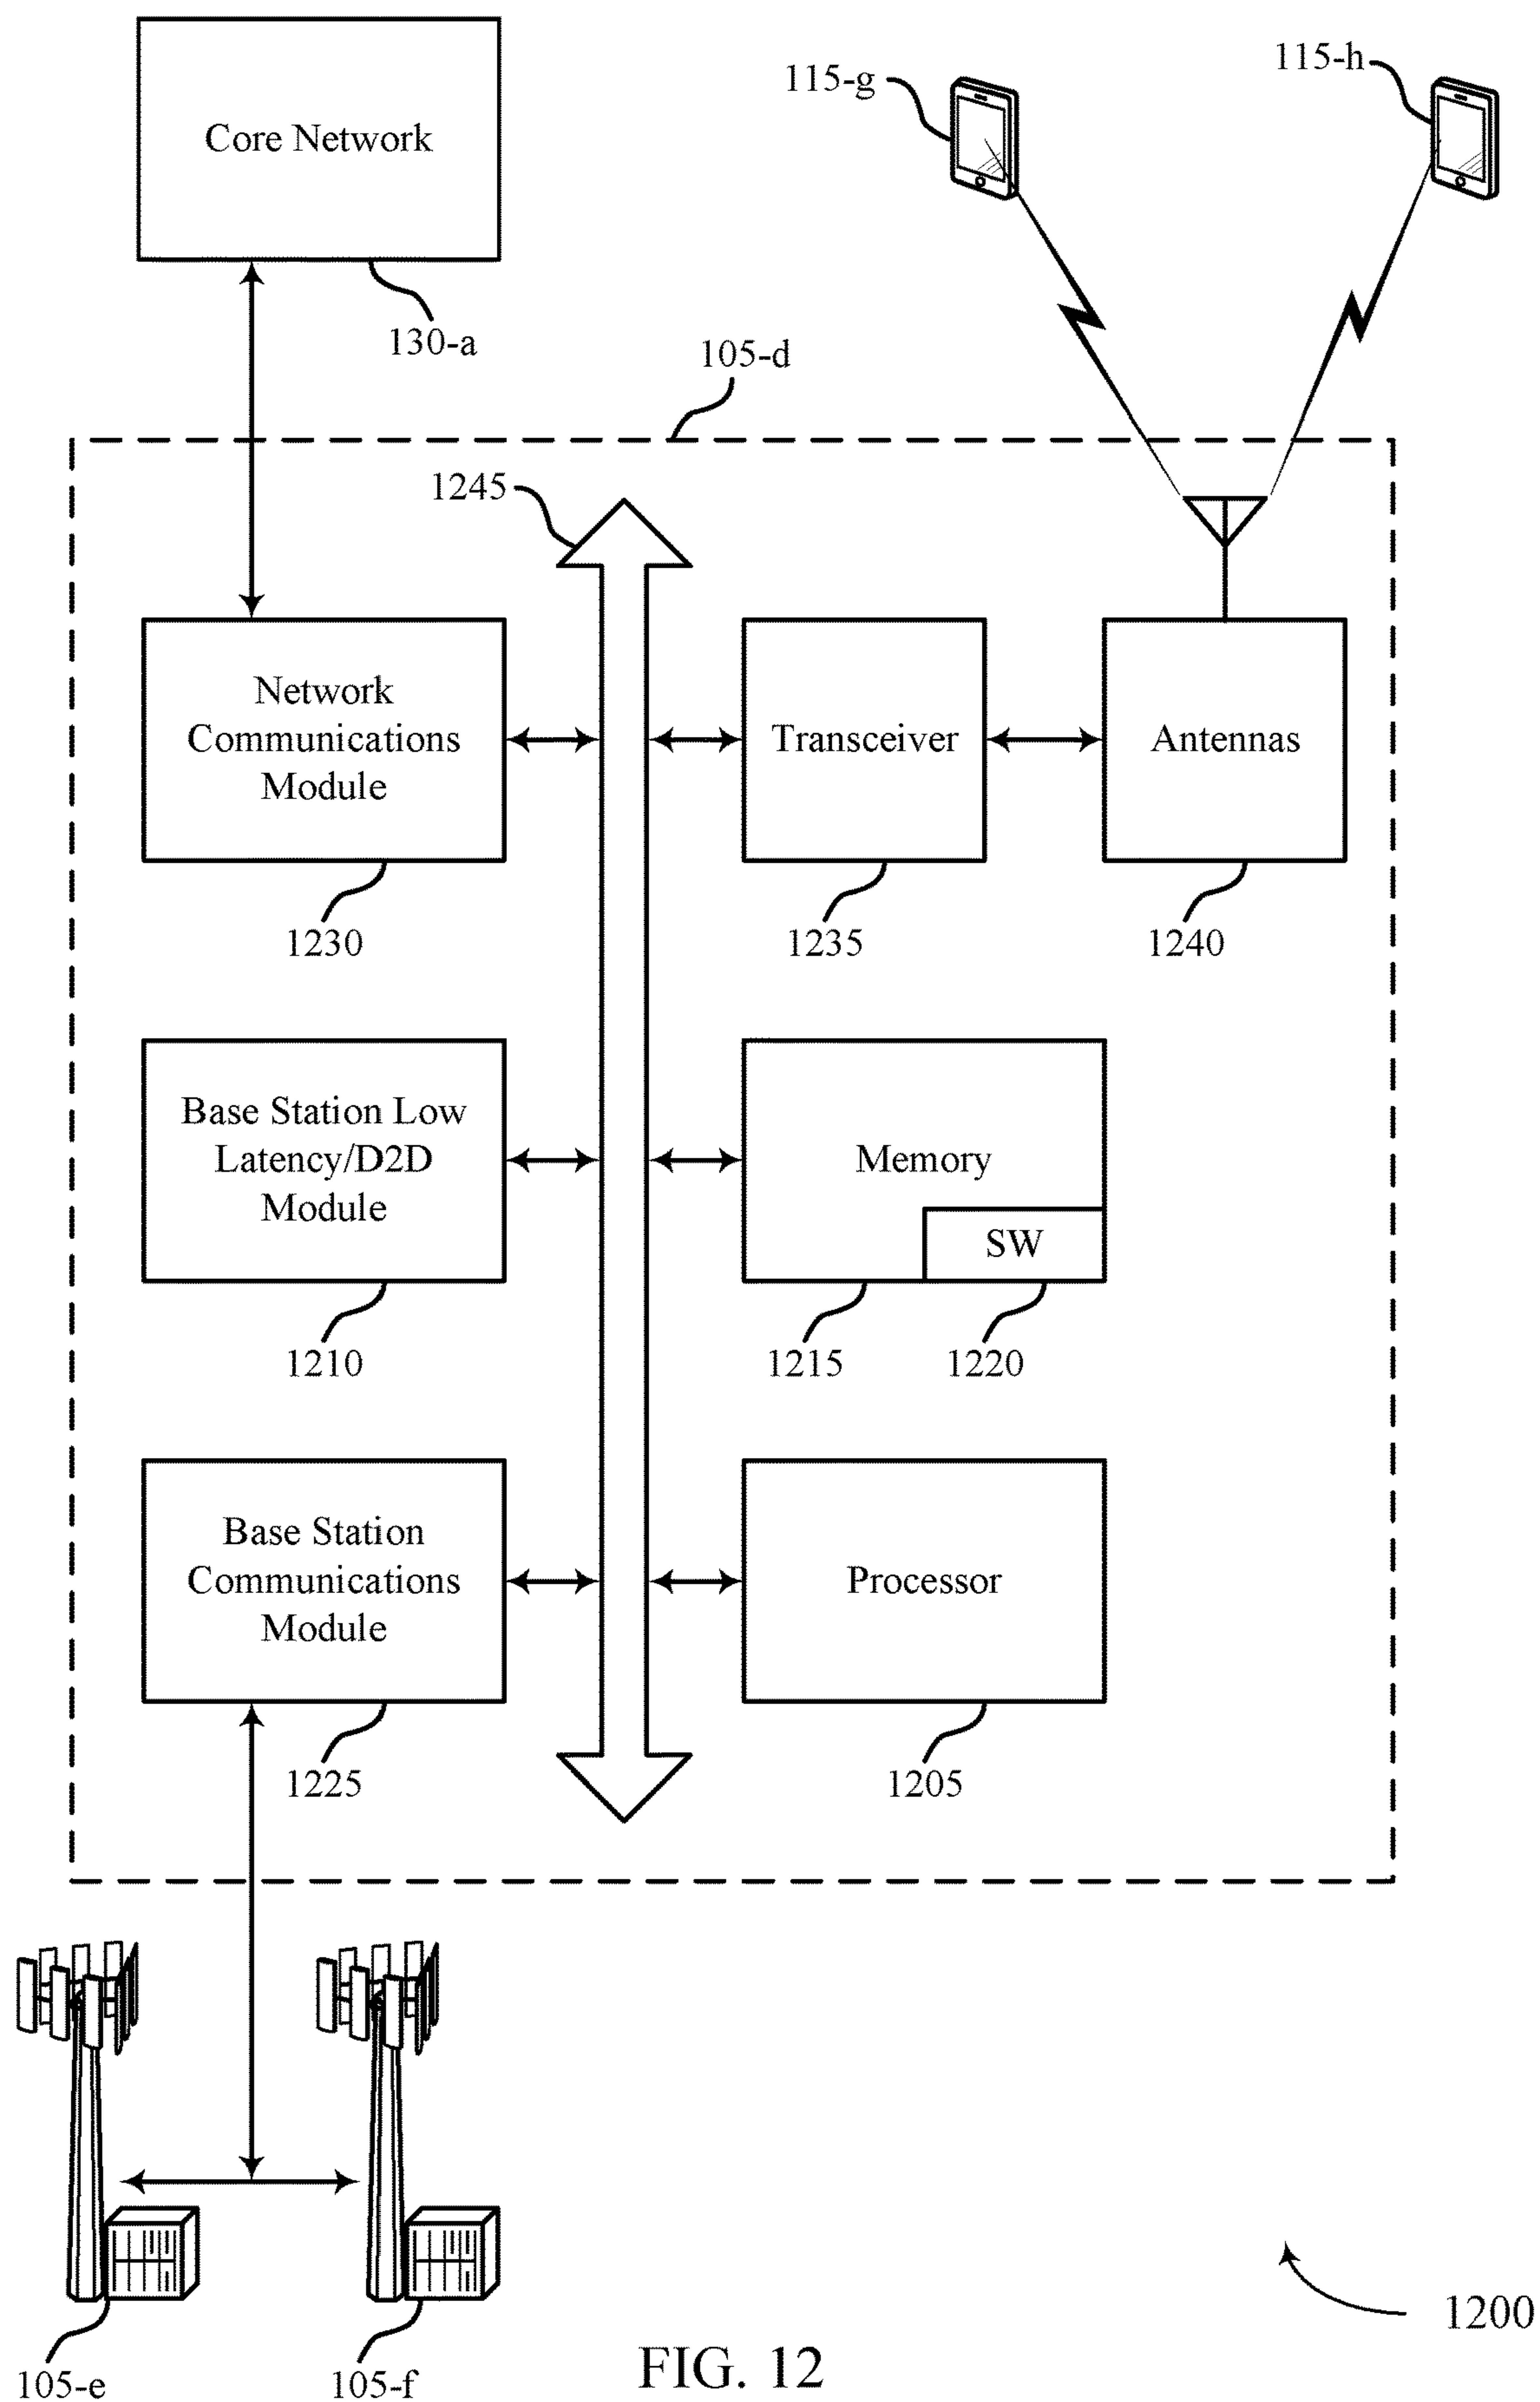 Core Network
115-g
115-h
130-a
105-d
1245
Network
Communications
Module
Transceiver
Antennas
1230
1235
1240
Base Station Low
Latency/D2D
Module
Memory
SW
1210
1215
1220
Base Station
Communications
Module
Processor
1225
1205
105-e
105-f
1200
FIG. 12